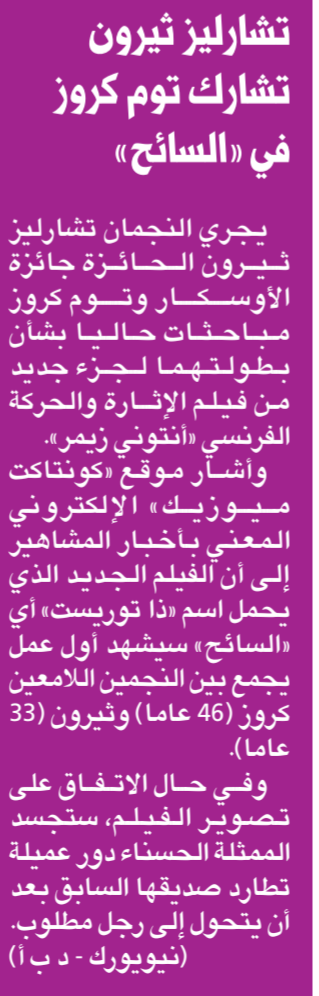 تشارليز ثيرون
تشارك توم كروز
في «السائح»
يجري النجمان تشارليز
ثيرون الحائزة جائزة
الأوسكار وتوم كروز
مباحثات حاليا بشأن
بطولتهما لجزء جديد
من فيلم الإثارة والحركة
الفرنسي «أنتوني زيمر».
وأشار موقع «كونتاكت
ميوزيك» الإلكتروني
المعني بأخبار المشاهير
إلى أن الفيلم الجديد الذي
يحمل اسم «ذا توريست» أي
«السائح» سيشهد أول عمل
يجمع بين النجمين اللامعين
كروز (46 عاما) وثيرون (33
عاما).
وفي حال الاتفاق على
تصوير الفيلم، ستجسد
الممثلة الحسناء دور عميلة
تطارد صديقها السابق بعد
أن يتحول إلى رجل مطلوب.
(نيويورك - د ب أ)